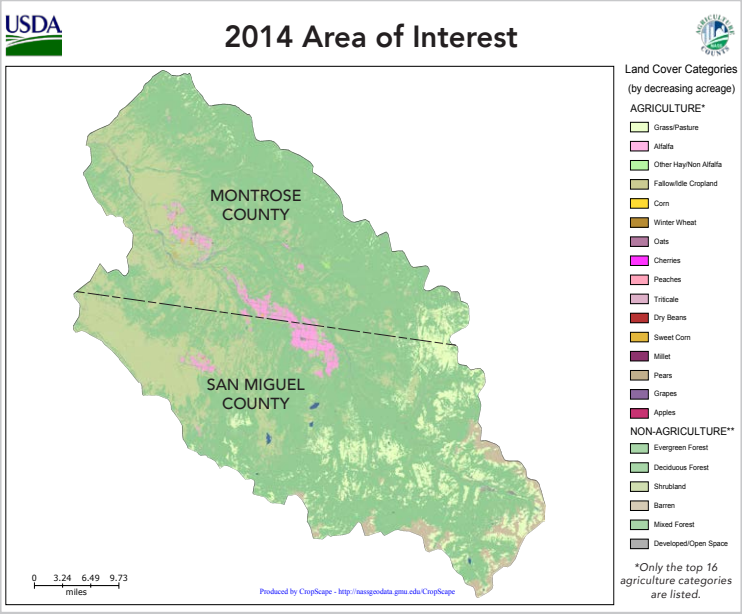 USDA
2014 Area of Interest
AGRICULTURE
COUNTS
Land Cover Categories
(by decreasing acreage)
AGRICULTURE*
Grass/Pasture
Alfalfa
Other Hay/Non Alfalfa
Fallow/Idle Cropland
Corn
Winter Wheat
Oats
Cherries
Peaches
Triticale
Dry Beans
Sweet Corn
Millet
Pears
Grapes
Apples
NON-AGRICULTURE**
Evergreen Forest
Deciduous Forest
Shrubland
Barren
Mixed Forest
Developed/Open Space
*Only the top 16
agriculture categories
are listed.
MONTROSE
COUNTY
SAN MIGUEL
COUNTY
0 3.24 6.49 9.73
miles
Produced by CropScape - http://nassgeodata.gmu.edu/CropScape